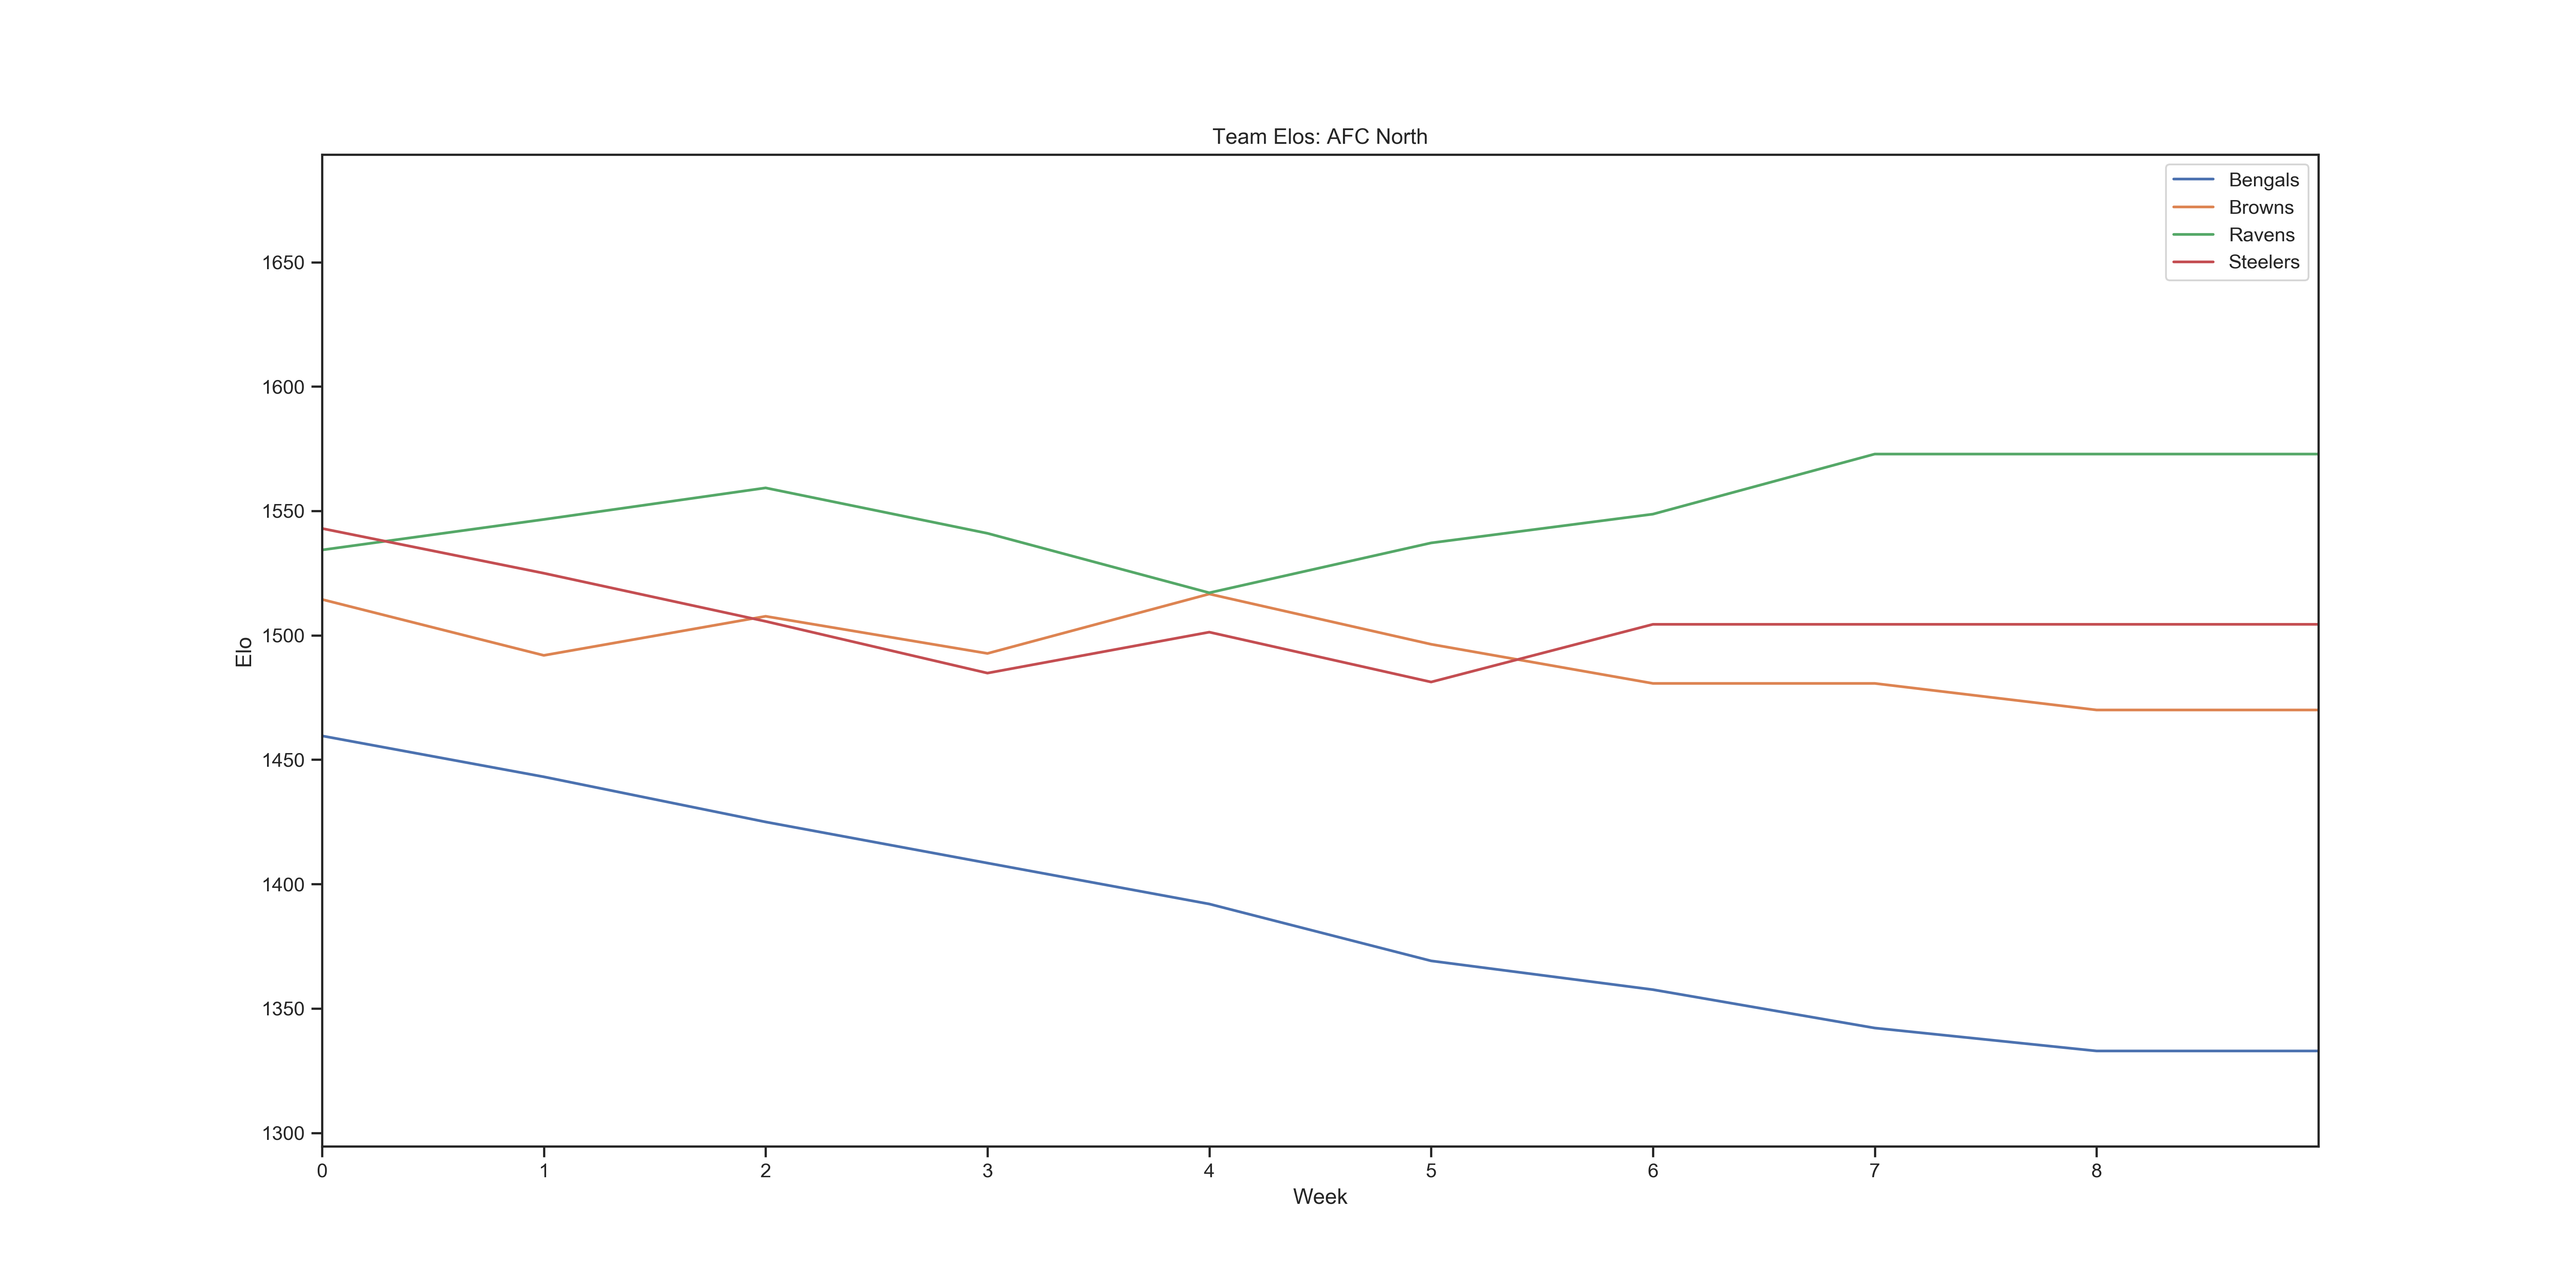 Team Elos: AFC North
Bengals
Browns
Ravens
Steelers
1650
1600
1550
1500
1450
1400
1350
1300
Elo
0 1 2 3 4 5 6 7 8
Week